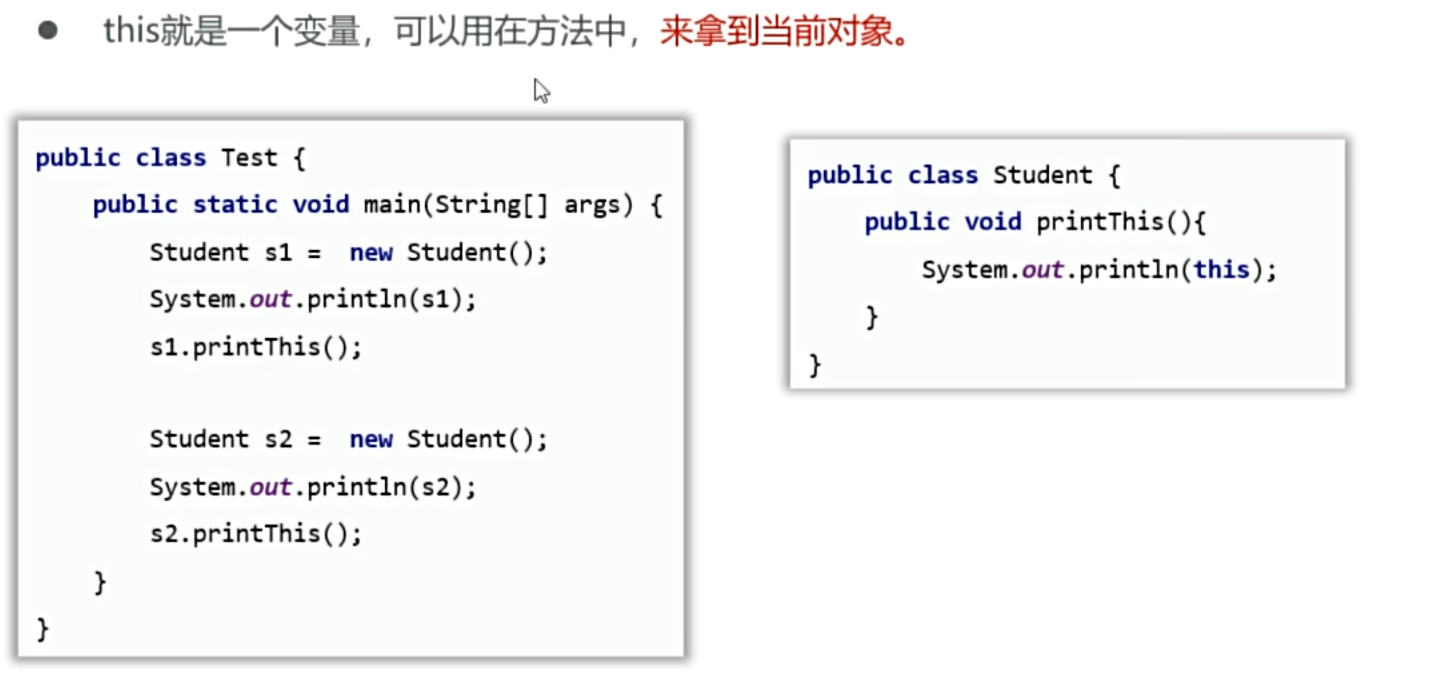 ● this就是一个变量，可以用在方法中，来拿到当前对象。
public class Test {
    public static void main(String[] args) {
        Student s1 =  new Student();
        System.out.println(s1);
        s1.printThis();

        Student s2 =  new Student();
        System.out.println(s2);
        s2.printThis();
    }
}
public class Student {
    public void printThis(){
        System.out.println(this);
    }
}